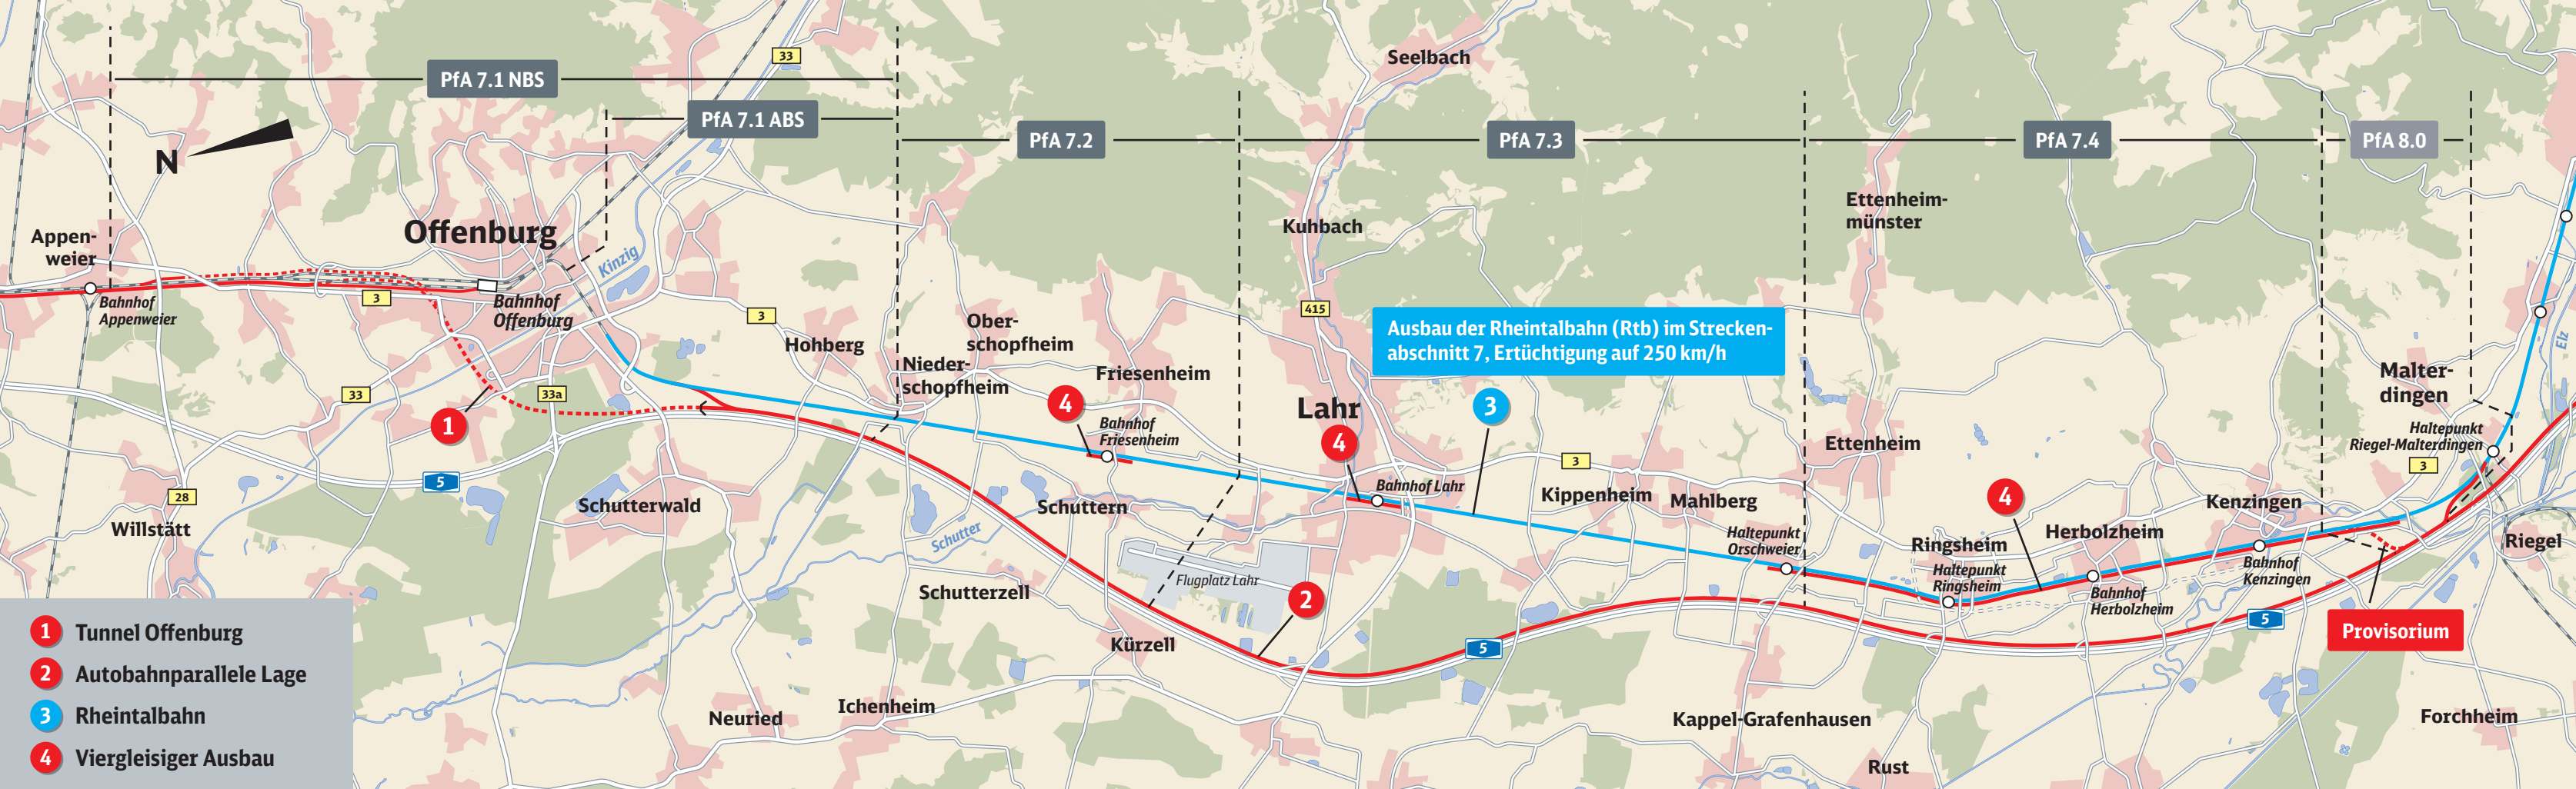 33
Seelbach
PfA 7.1 NBS
PfA 7.1 ABS
PfA 7.2
PfA 7.3
PfA 7.4
PfA 8.0
N
Ettenheim-
münster
Appen-
weier
Offenburg
Kinzig
Kuhbach
Bahnhof
Appenweier
3
Bahnhof
Offenburg
3
415
Hohberg
Ober-
schopfheim
Nieder-
schopfheim
Friesenheim
Ausbau der Rheintalbahn (Rtb) im Strecken-
abschnitt 7, Ertüchtigung auf 250 km/h
Elz
Malter-
dingen
33
33a
1
4
Bahnhof
Friesenheim
Lahr
4
3
Ettenheim
Haltepunkt
Riegel-Malterdingen
3
3
5
28
Willstätt
Schutterwald
Schutter
Schuttern
Bahnhof Lahr
Kippenheim
Mahlberg
4
Kenzingen
Haltepunkt
Orschweier
Ringsheim
Herbolzheim
Riegel
Haltepunkt
Ringsheim
Bahnhof
Herbolzheim
Bahnhof
Kenzingen
Flugplatz Lahr
Schutterzell
2
Kürzell
5
5
Provisorium
Neuried
Ichenheim
Kappel-Grafenhausen
Forchheim
Rust
1 Tunnel Offenburg
2 Autobahnparallele Lage
3 Rheintalbahn
4 Viergleisiger Ausbau